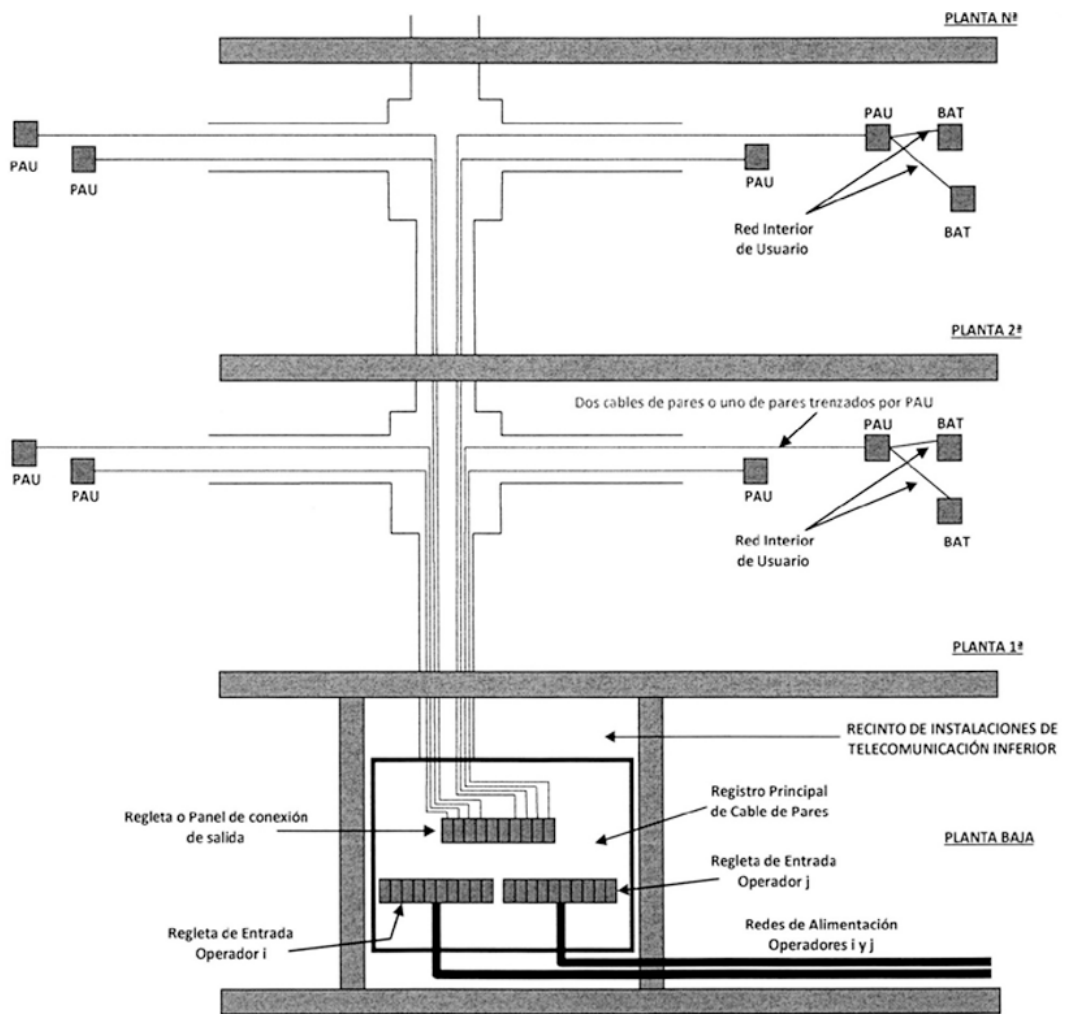 PLANTA Nª
PAU
BAT
PAU
PAU
PAU
Red Interior
de Usuario
BAT
PLANTA 2ª
Dos cables de pares o uno de pares trenzados por PAU
PAU
BAT
PAU
PAU
PAU
Red Interior
de Usuario
BAT
PLANTA 1ª
RECINTO DE INSTALACIONES DE
TELECOMUNICACIÓN INFERIOR
Registro Principal
de Cable de Pares
Regleta o Panel de conexión
de salida
PLANTA BAJA
Regleta de Entrada
Operador j
Regleta de Entrada
Operador i
Redes de Alimentación
Operadores i y j